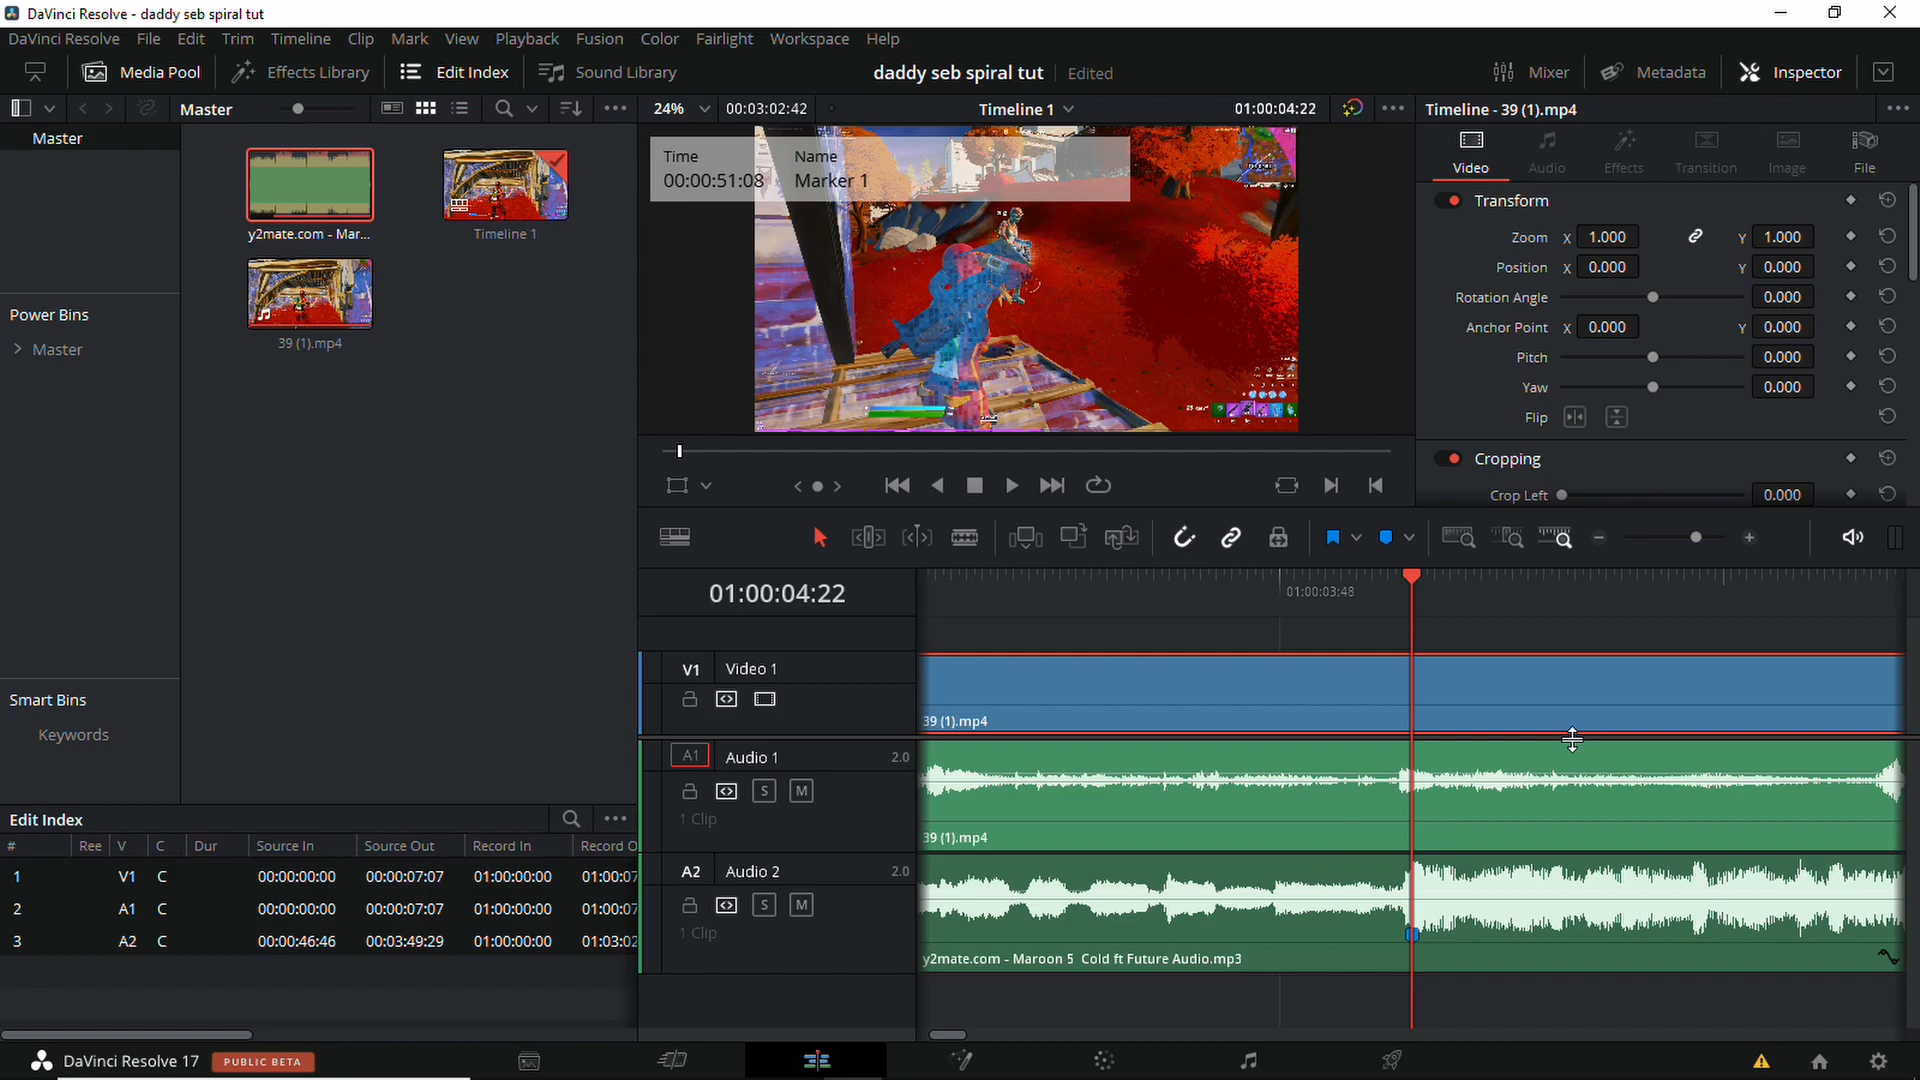 DaVinci Resolve - daddy seb spiral tut
DaVinci Resolve File Edit Trim Timeline Clip Mark View Playback Fusion Color Fairlight Workspace Help
Media Pool Effects Library Edit Index Sound Library daddy seb spiral tut Edited Mixer Metadata Inspector
Master 24% 00:03:02:42 Timeline 1 01:00:04:22 Timeline - 39 (1).mp4
Master
Time Name
00:00:51:08 Marker 1
Video Audio Effects Transition Image File
y2mate.com - Mar...
Timeline 1
39 (1).mp4
Power Bins
Master
Smart Bins
Keywords
Transform
Zoom X 1.000 Y 1.000
Position X 0.000 Y 0.000
Rotation Angle 0.000
Anchor Point X 0.000 Y 0.000
Pitch 0.000
Yaw 0.000
Flip
Cropping
Crop Left 0.000
01:00:04:22
01:00:03:48
V1 Video 1
39 (1).mp4
A1 Audio 1 2.0
S M
1 Clip
39 (1).mp4
A2 Audio 2 2.0
S M
1 Clip
y2mate.com - Maroon 5 Cold ft Future Audio.mp3
Edit Index
# Ree V C Dur Source In Source Out Record In Record O
1 V1 C 00:00:00:00 00:00:07:07 01:00:00:00 01:00:07
2 A1 C 00:00:00:00 00:00:07:07 01:00:00:00 01:00:07
3 A2 C 00:00:46:46 00:03:49:29 01:00:00:00 01:03:02
DaVinci Resolve 17 PUBLIC BETA